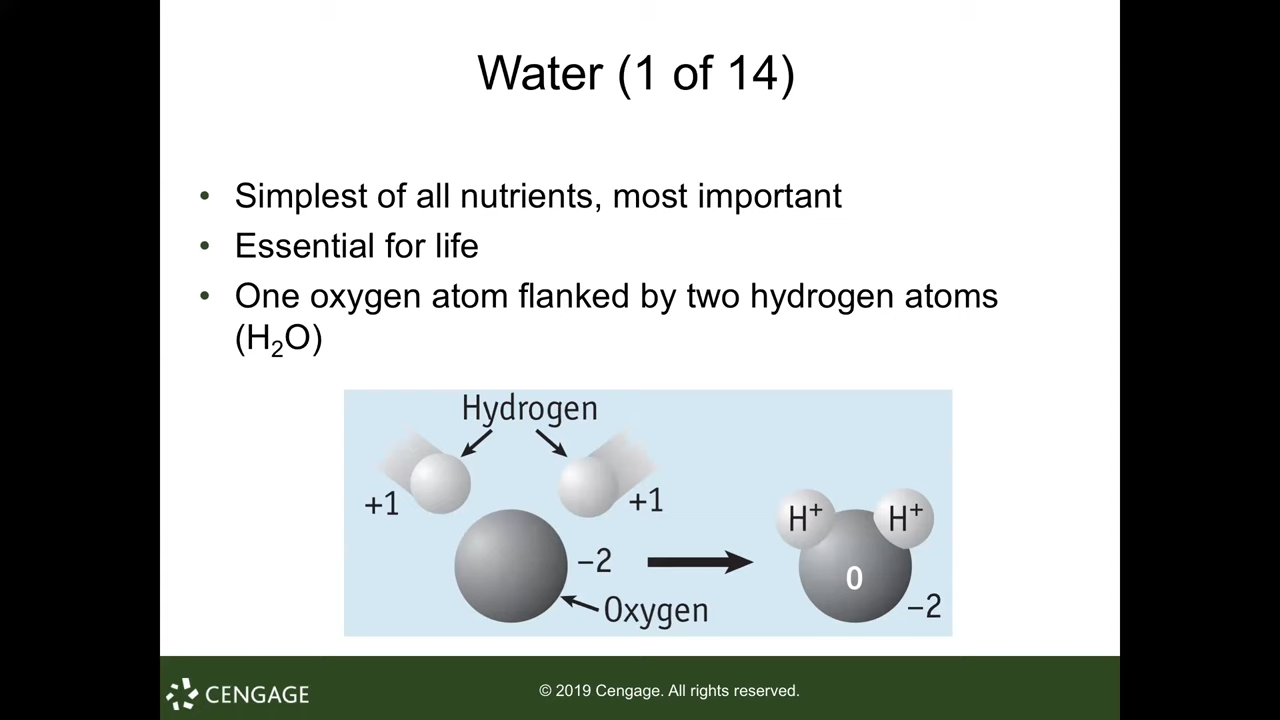 Water (1 of 14)
• Simplest of all nutrients, most important
• Essential for life
• One oxygen atom flanked by two hydrogen atoms
(H₂O)
Hydrogen
+1
+1
−2
Oxygen
H⁺
H⁺
O
−2
CENGAGE
© 2019 Cengage. All rights reserved.